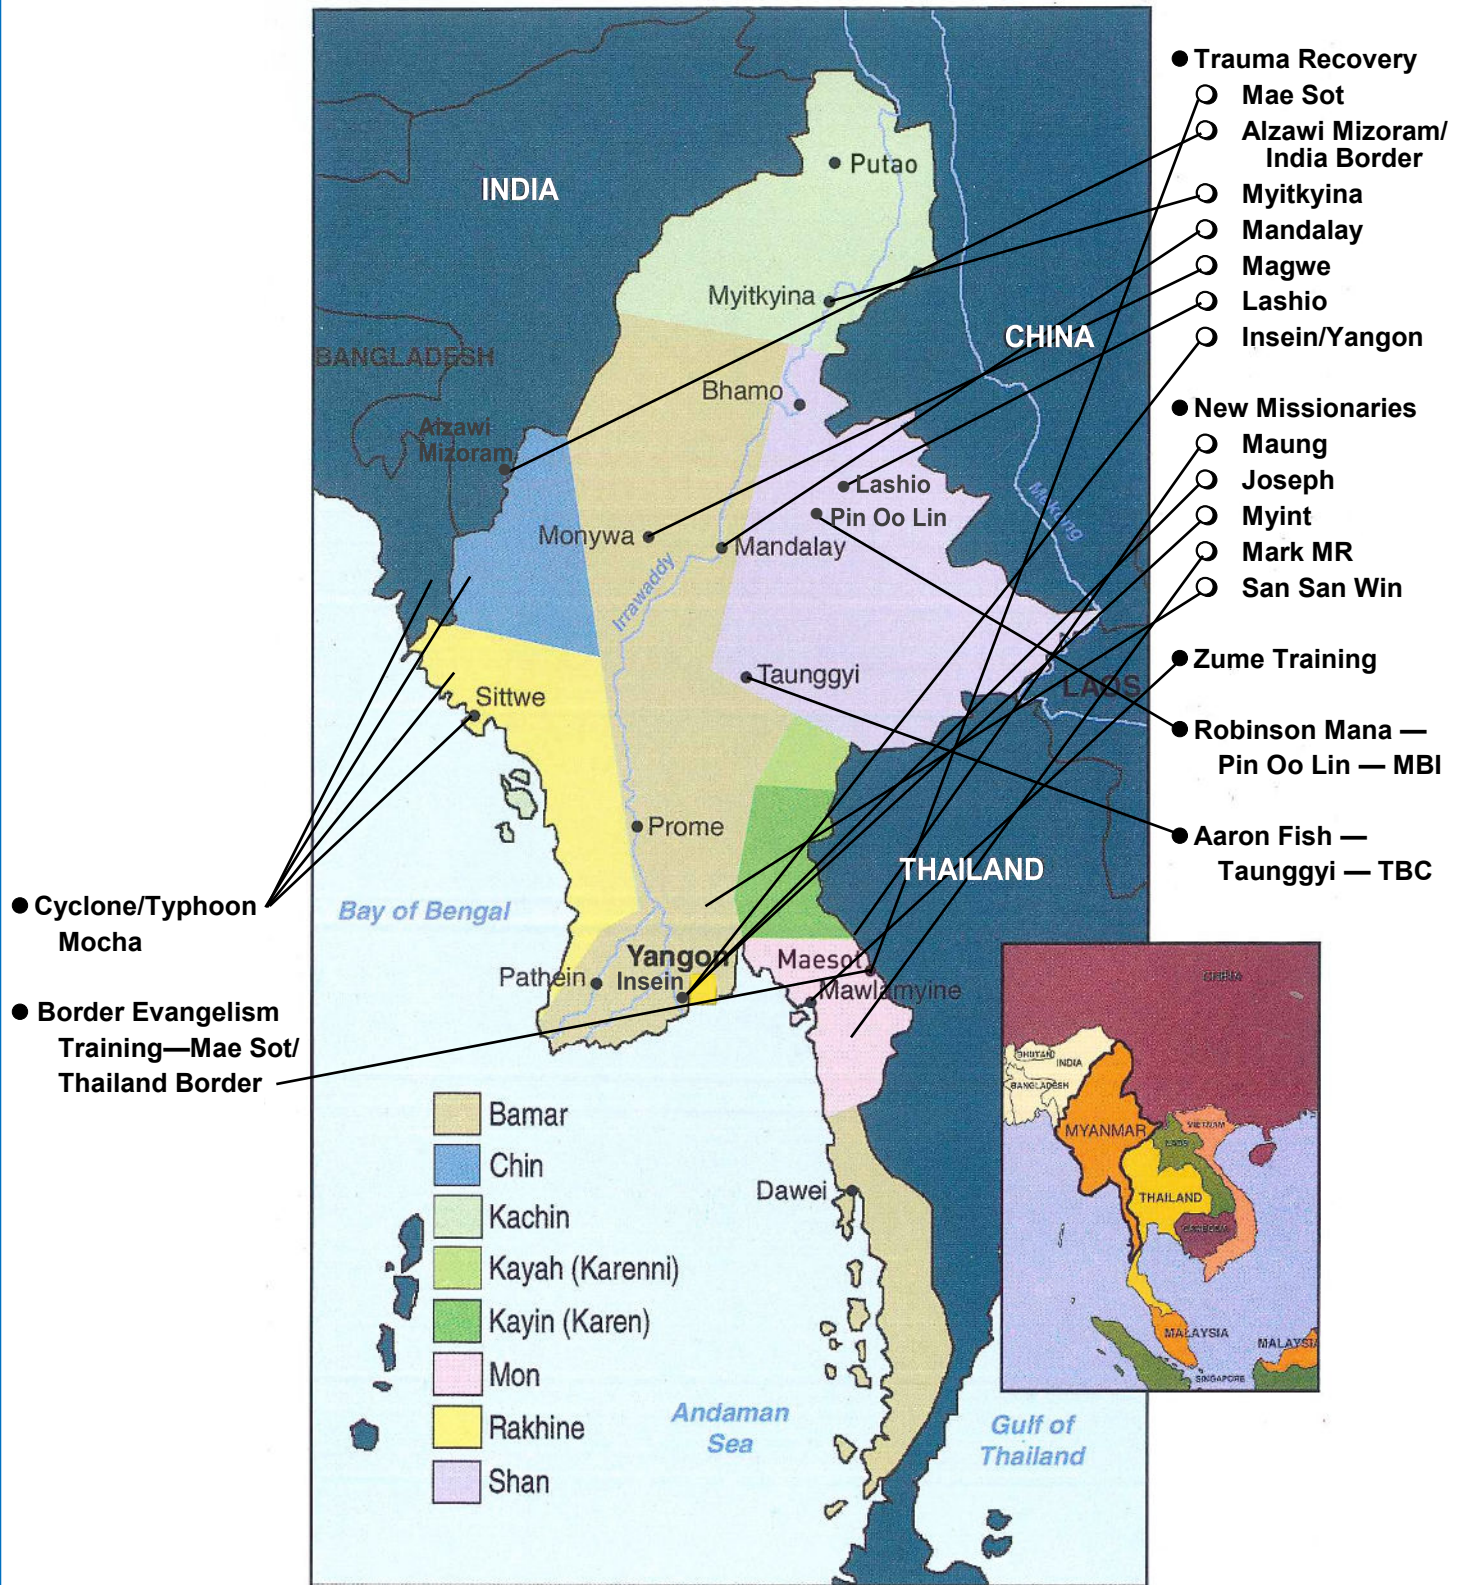 ● Trauma Recovery
❍ Mae Sot
❍ Alzawi Mizoram/
India Border
❍ Myitkyina
❍ Mandalay
❍ Magwe
❍ Lashio
❍ Insein/Yangon
● New Missionaries
❍ Maung
❍ Joseph
❍ Myint
❍ Mark MR
❍ San San Win
● Zume Training
● Robinson Mana —
Pin Oo Lin — MBI
● Aaron Fish —
Taunggyi — TBC
● Cyclone/Typhoon
Mocha
● Border Evangelism
Training—Mae Sot/
Thailand Border
INDIA
Putao
Myitkyina
CHINA
BANGLADESH
Bhamo
Alzawi
Mizoram
Lashio
Pin Oo Lin
Mekong
Monywa
Mandalay
Irrawaddy
Taunggyi
LAOS
Sittwe
Prome
THAILAND
Bay of Bengal
Yangon
Maesot
Pathein
Insein
Mawlamyine
Bamar
Chin
Kachin
Kayah (Karenni)
Kayin (Karen)
Mon
Rakhine
Shan
Dawei
Andaman
Sea
Gulf of
Thailand
CHINA
BHUTAN
INDIA
BANGLADESH
MYANMAR
VIETNAM
LAOS
THAILAND
CAMBODIA
MALAYSIA
MALAYSIA
SINGAPORE